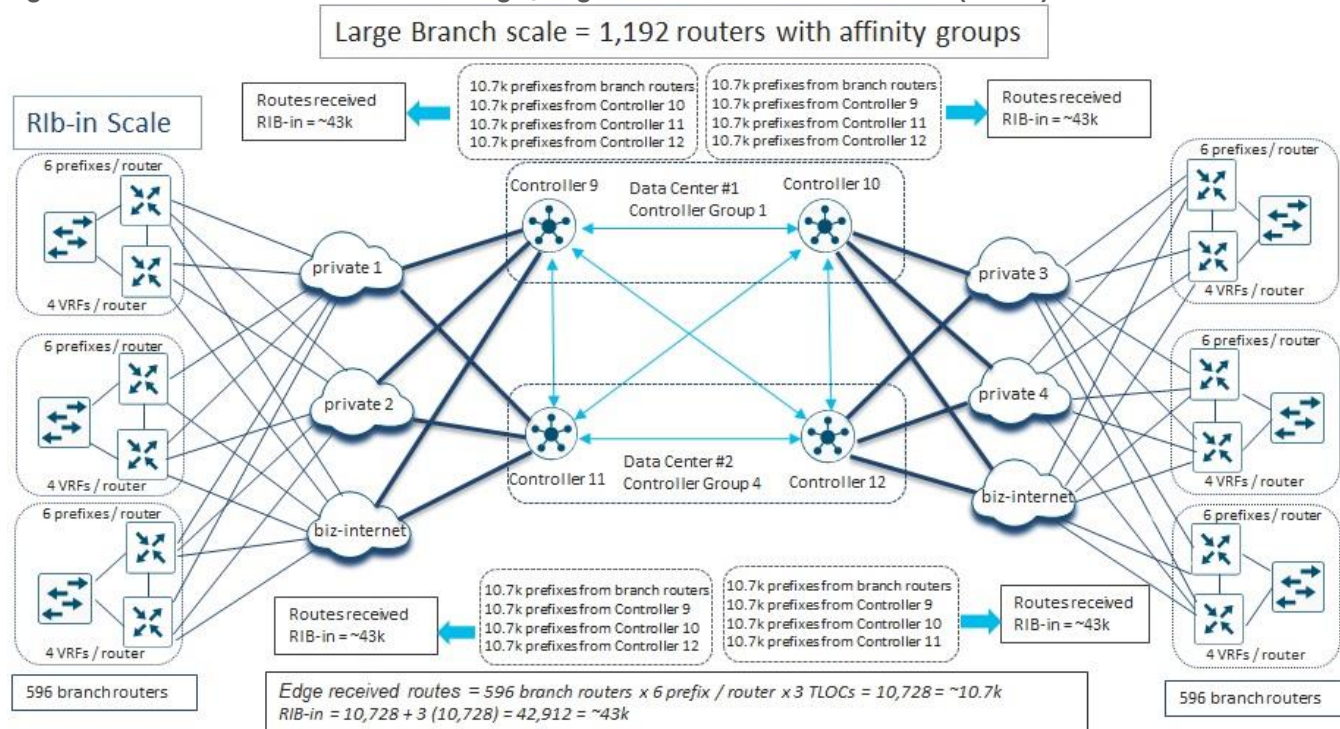 Large Branch scale = 1,192 routers with affinity groups
RIb-in Scale
Routes received
RIB-in = ~43k
10.7k prefixes from branch routers
10.7k prefixes from Controller 10
10.7k prefixes from Controller 11
10.7k prefixes from Controller 12
10.7k prefixes from branch routers
10.7k prefixes from Controller 9
10.7k prefixes from Controller 11
10.7k prefixes from Controller 12
Routes received
RIB-in = ~43k
6 prefixes / router
4 VRFs / router
6 prefixes / router
4 VRFs / router
6 prefixes / router
4 VRFs / router
596 branch routers
private 1
private 2
biz-internet
Controller 9
Data Center #1
Controller Group 1
Controller 10
Controller 11
Data Center #2
Controller Group 4
Controller 12
private 3
private 4
biz-internet
6 prefixes / router
4 VRFs / router
6 prefixes / router
4 VRFs / router
6 prefixes / router
4 VRFs / router
596 branch routers
Routes received
RIB-in = ~43k
10.7k prefixes from branch routers
10.7k prefixes from Controller 9
10.7k prefixes from Controller 10
10.7k prefixes from Controller 12
10.7k prefixes from branch routers
10.7k prefixes from Controller 9
10.7k prefixes from Controller 10
10.7k prefixes from Controller 11
Routes received
RIB-in = ~43k
Edge received routes = 596 branch routers x 6 prefix / router x 3 TLOCs = 10,728 = ~10.7k
RIB-in = 10,728 + 3 (10,728) = 42,912 = ~43k